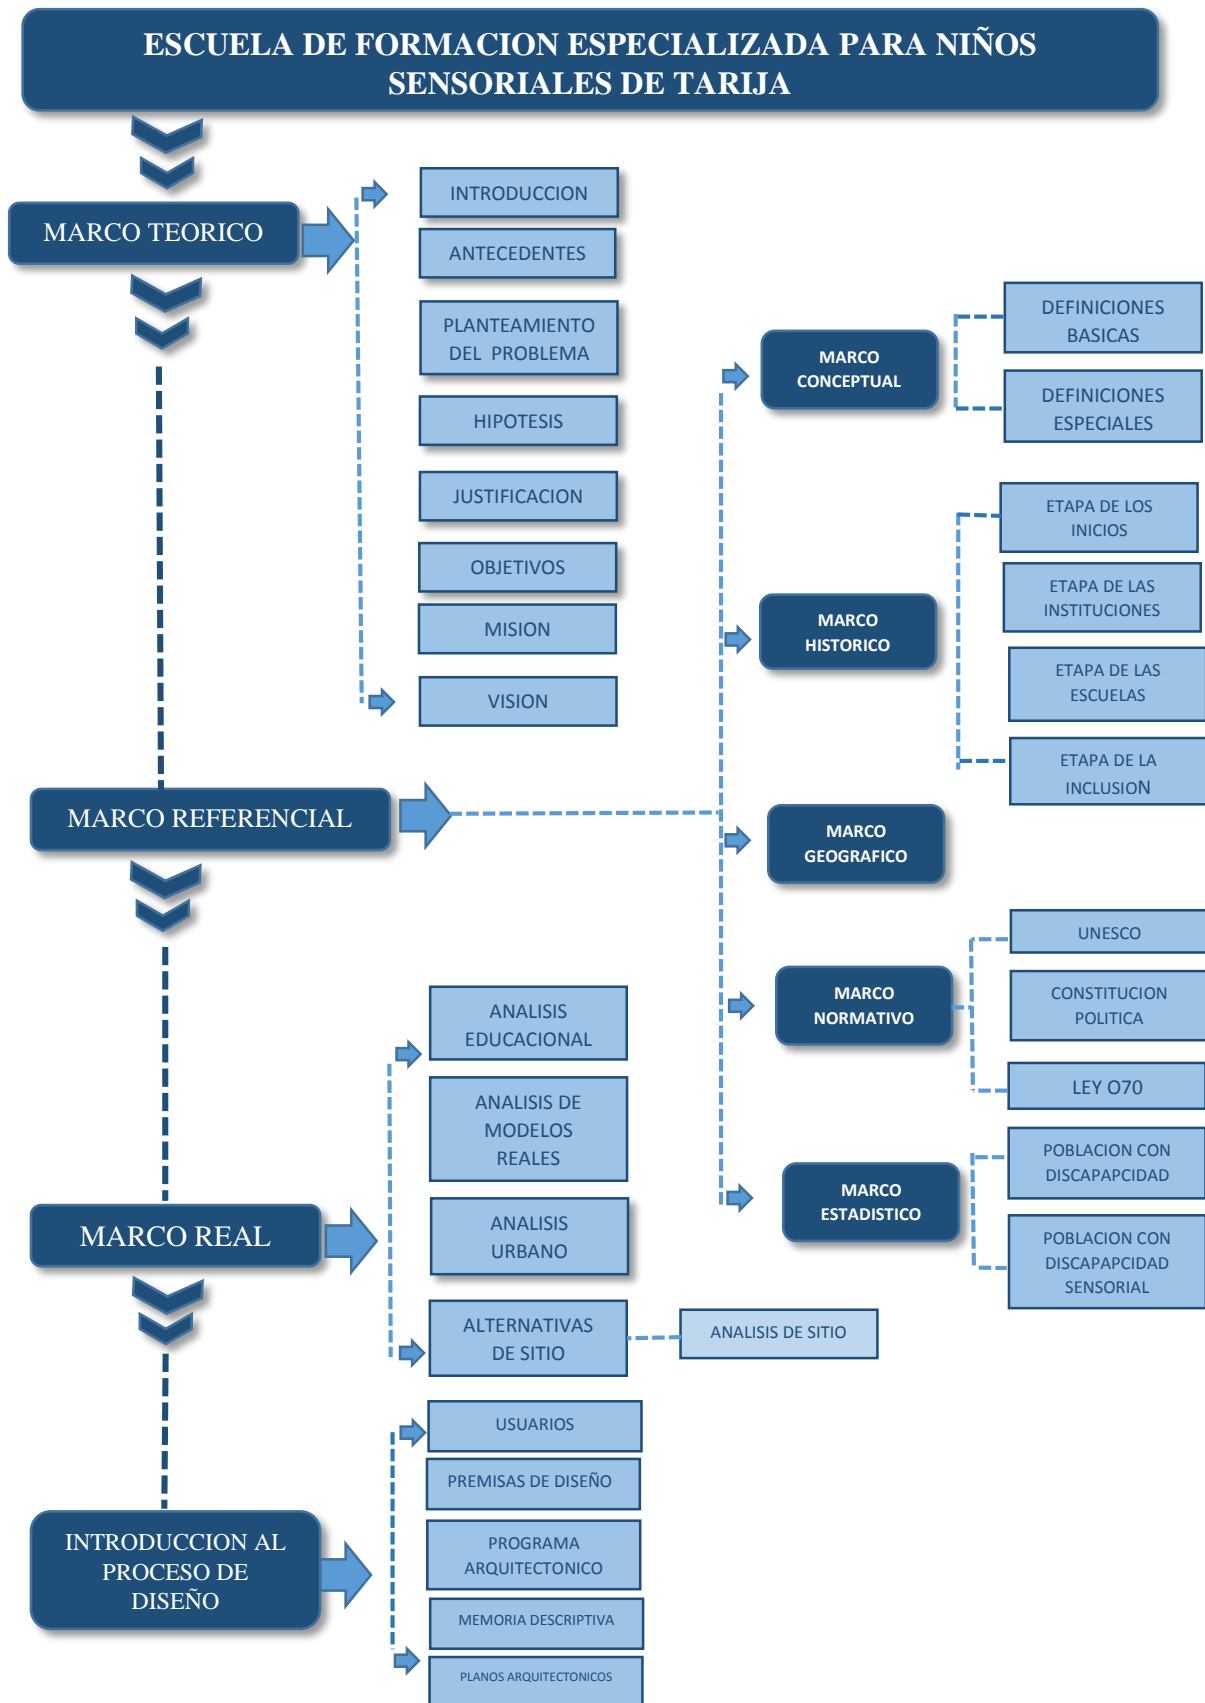 ESCUELA DE FORMACION ESPECIALIZADA PARA NIÑOS
SENSORIALES DE TARIJA
MARCO TEORICO
INTRODUCCION
ANTECEDENTES
PLANTEAMIENTO
DEL PROBLEMA
HIPOTESIS
JUSTIFICACION
OBJETIVOS
MISION
VISION
MARCO REFERENCIAL
MARCO
CONCEPTUAL
DEFINICIONES
BASICAS
DEFINICIONES
ESPECIALES
MARCO
HISTORICO
ETAPA DE LOS
INICIOS
ETAPA DE LAS
INSTITUCIONES
ETAPA DE LAS
ESCUELAS
ETAPA DE LA
INCLUSION
MARCO
GEOGRAFICO
MARCO
NORMATIVO
UNESCO
CONSTITUCION
POLITICA
LEY O70
MARCO
ESTADISTICO
POBLACION CON
DISCAPAPCIDAD
POBLACION CON
DISCAPAPCIDAD
SENSORIAL
MARCO REAL
ANALISIS
EDUCACIONAL
ANALISIS DE
MODELOS
REALES
ANALISIS
URBANO
ALTERNATIVAS
DE SITIO
ANALISIS DE SITIO
INTRODUCCION AL
PROCESO DE
DISEÑO
USUARIOS
PREMISAS DE DISEÑO
PROGRAMA
ARQUITECTONICO
MEMORIA DESCRIPTIVA
PLANOS ARQUITECTONICOS